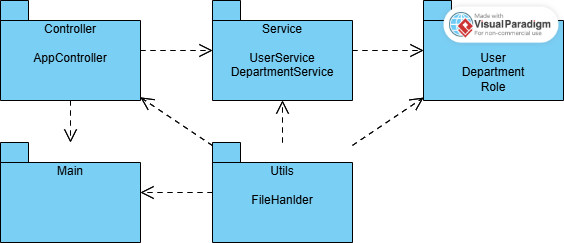 Controller
AppController
Service
UserService
DepartmentService
Made with
Visual Paradigm
For non-commercial use
User
Department
Role
Main
Utils
FileHanlder